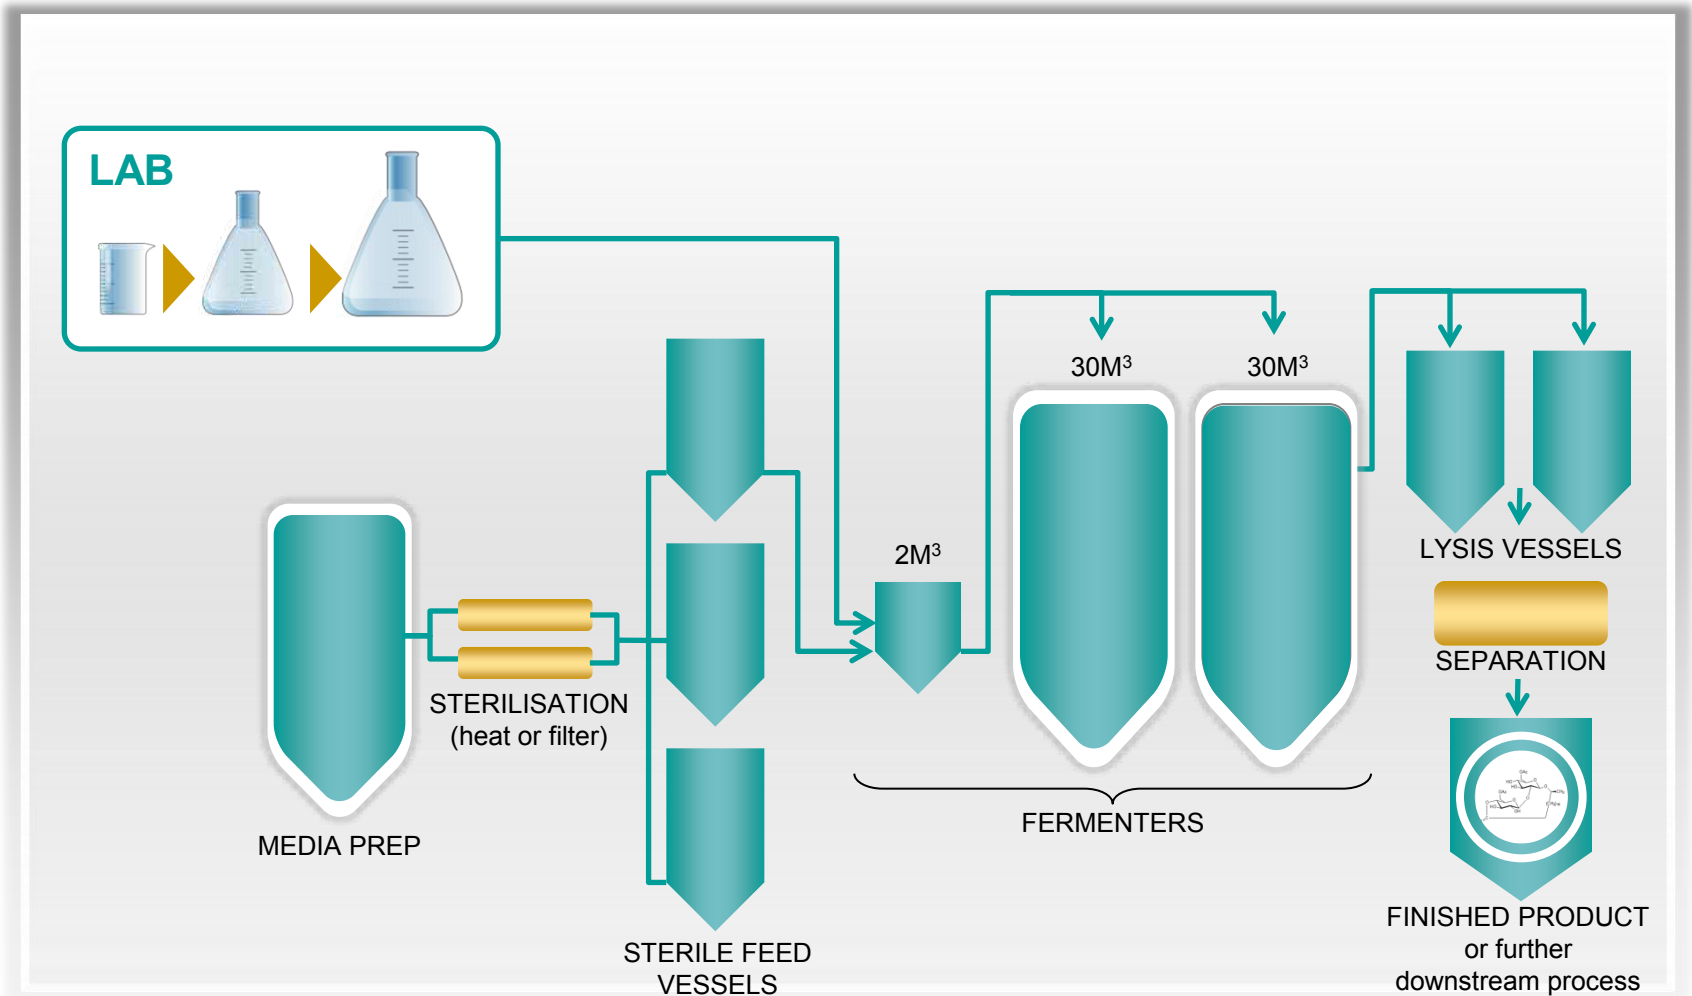 LAB
30M³
30M³
2M³
LYSIS VESSELS
SEPARATION
STERILISATION
(heat or filter)
MEDIA PREP
FERMENTERS
STERILE FEED
VESSELS
FINISHED PRODUCT
or further
downstream process